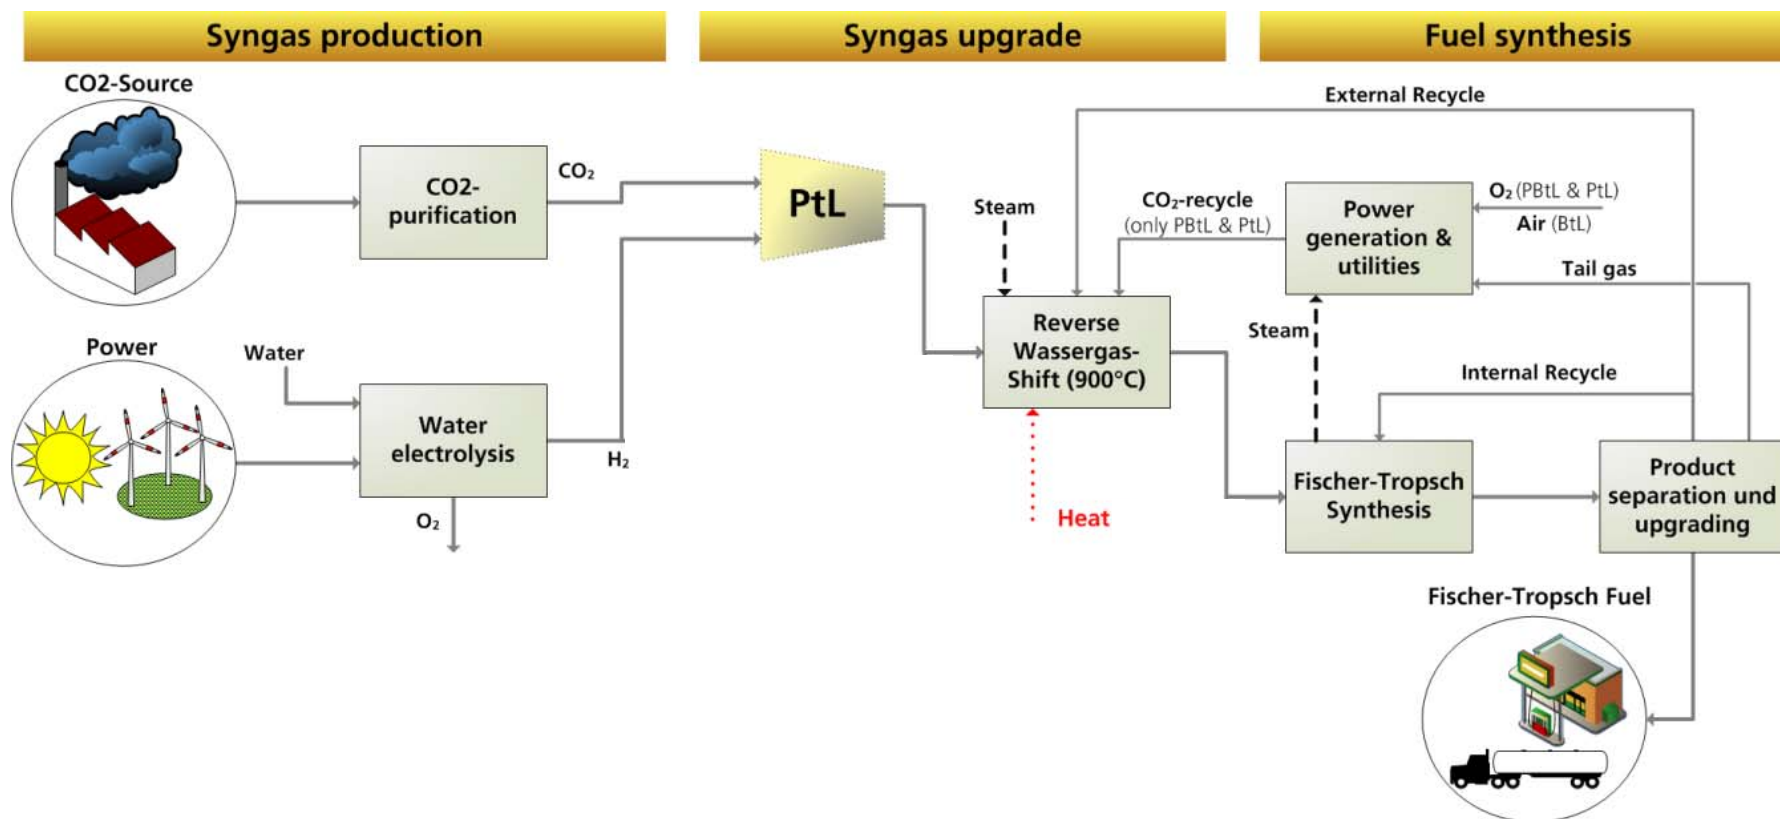 Syngas production
Syngas upgrade
Fuel synthesis
CO2-Source
CO2-
purification
CO₂
Power
Water
Water
electrolysis
H₂
O₂
PtL
Steam
External Recycle
CO₂-recycle
(only PBtL & PtL)
Reverse
Wassergas-
Shift (900°C)
Heat
Power
generation &
utilities
O₂ (PBtL & PtL)
Air (BtL)
Tail gas
Steam
Internal Recycle
Fischer-Tropsch
Synthesis
Product
separation und
upgrading
Fischer-Tropsch Fuel